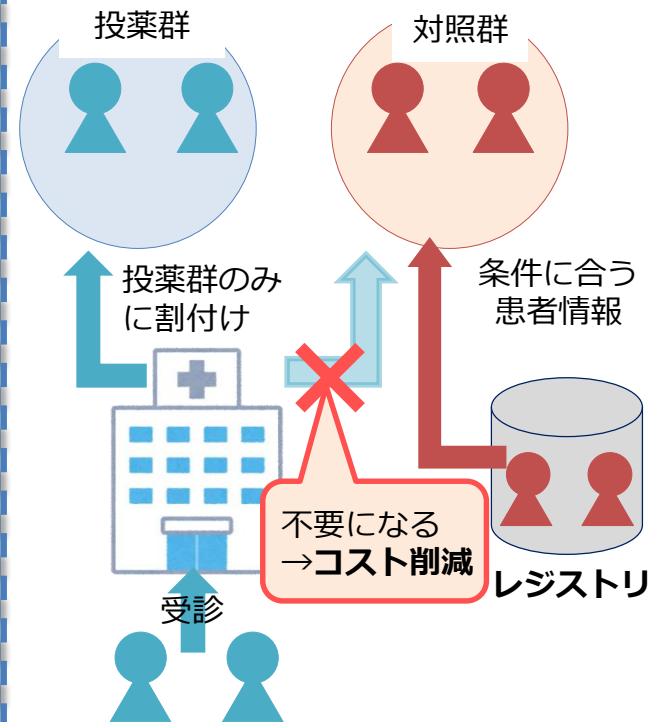 投薬群
対照群
投薬群のみ
に割付け
条件に合う
患者情報
不要になる
→コスト削減
レジストリ
受診